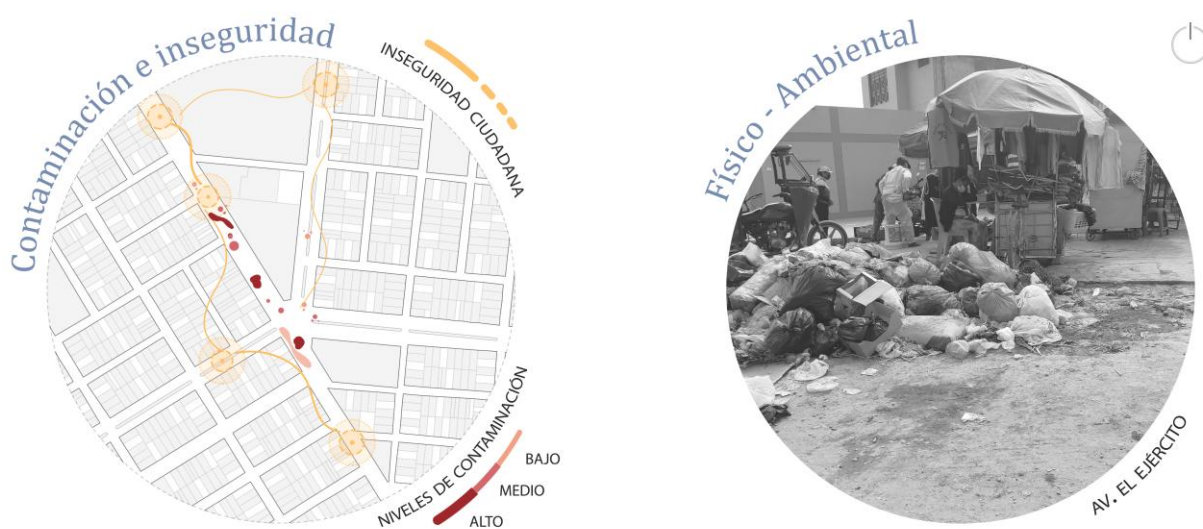 Contaminación e inseguridad
INSEGURIDAD CIUDADANA
NIVELES DE CONTAMINACIÓN
BAJO
MEDIO
ALTO
Físico - Ambiental
AV. EL EJÉRCITO